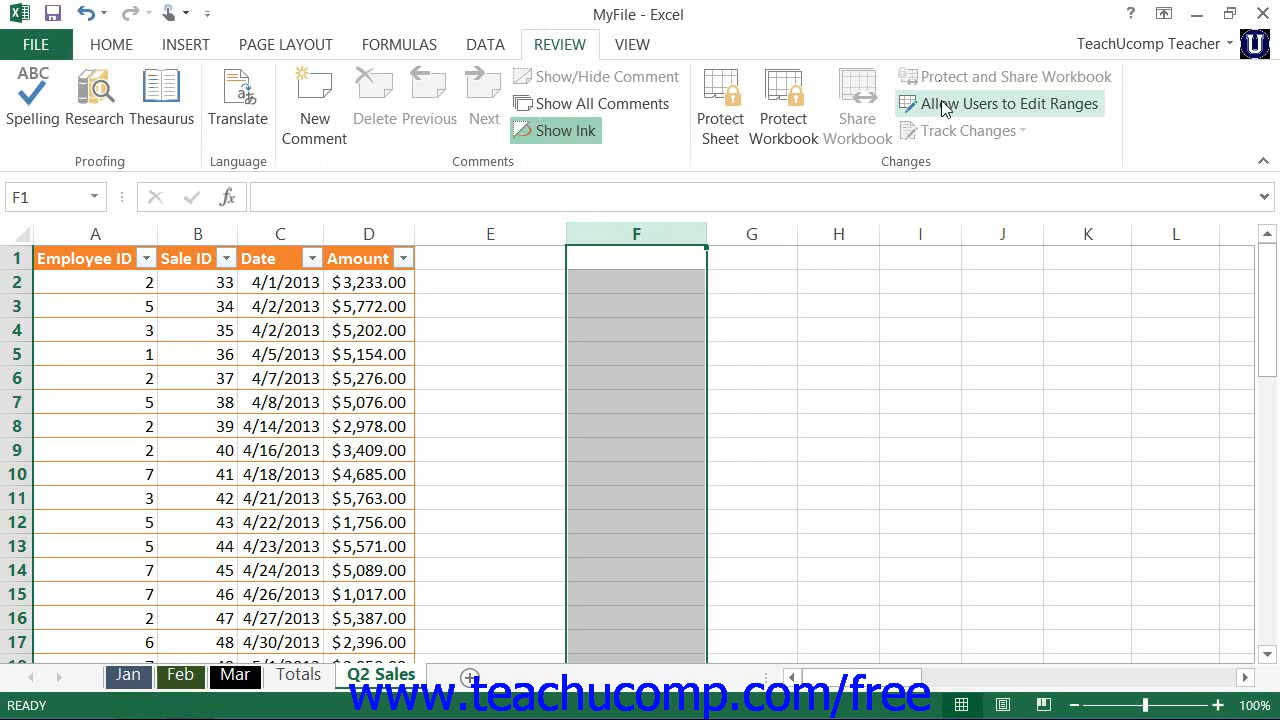 MyFile - Excel
?
FILE HOME INSERT PAGE LAYOUT FORMULAS DATA REVIEW VIEW TeachUcomp Teacher U
ABC
Spelling Research Thesaurus
Proofing
Translate
Language
New Comment
Delete Previous Next
Show/Hide Comment
Show All Comments
Show Ink
Comments
Protect Sheet
Protect Workbook
Share Workbook
Protect and Share Workbook
Allow Users to Edit Ranges
Track Changes
Changes
F1 fx
A B C D E F G H I J K L
1 Employee ID Sale ID Date Amount
2 2 33 4/1/2013 $3,233.00
3 5 34 4/2/2013 $5,772.00
4 3 35 4/2/2013 $5,202.00
5 1 36 4/5/2013 $5,154.00
6 2 37 4/7/2013 $5,276.00
7 5 38 4/8/2013 $5,076.00
8 2 39 4/14/2013 $2,978.00
9 2 40 4/16/2013 $3,409.00
10 7 41 4/18/2013 $4,685.00
11 3 42 4/21/2013 $5,763.00
12 5 43 4/22/2013 $1,756.00
13 5 44 4/23/2013 $5,571.00
14 7 45 4/24/2013 $5,089.00
15 7 46 4/26/2013 $1,017.00
16 2 47 4/27/2013 $5,387.00
17 6 48 4/30/2013 $2,396.00
Jan Feb Mar Totals Q2 Sales
www.teachucomp.com/free
READY 100%